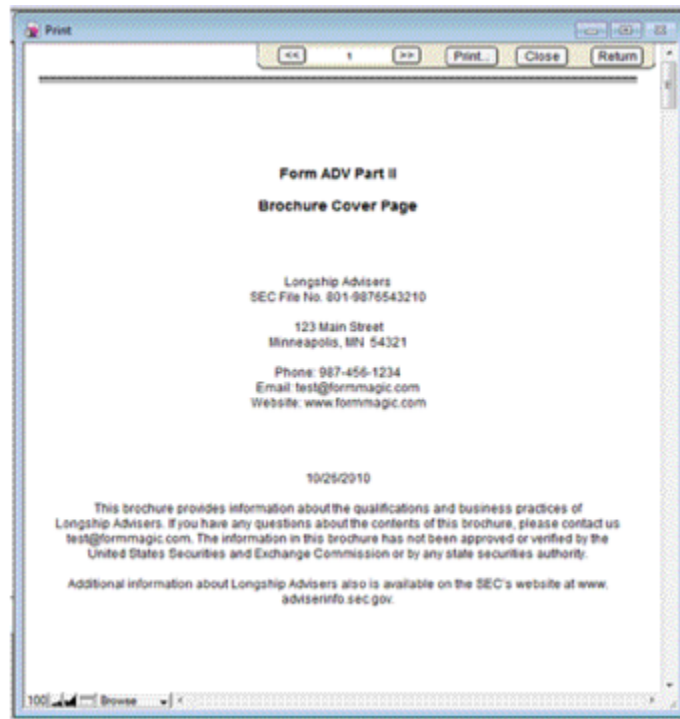 Print
<< 1 >> Print... Close Return
Form ADV Part II
Brochure Cover Page
Longship Advisers
SEC File No. 801-9876543210
123 Main Street
Minneapolis, MN 54321
Phone: 987-456-1234
Email: test@formmagic.com
Website: www.formmagic.com
10/25/2010
This brochure provides information about the qualifications and business practices of
Longship Advisers. If you have any questions about the contents of this brochure, please contact us
test@formmagic.com. The information in this brochure has not been approved or verified by the
United States Securities and Exchange Commission or by any state securities authority.
Additional information about Longship Advisers also is available on the SEC's website at www.
adviserinfo.sec.gov.
100 Browse